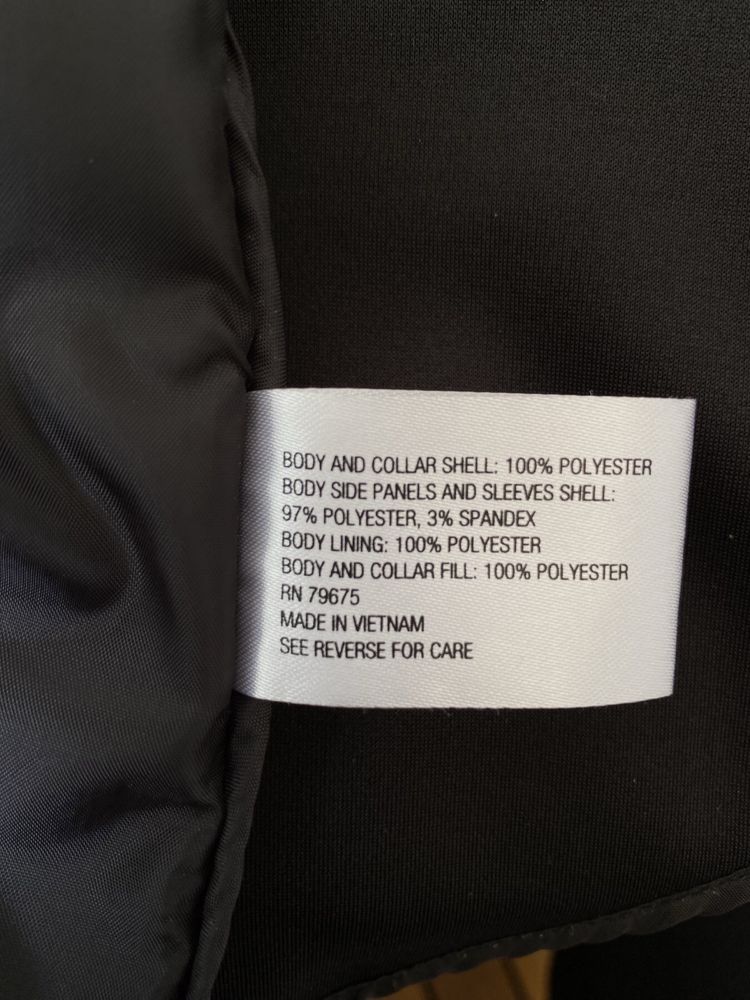 BODY AND COLLAR SHELL: 100% POLYESTER
BODY SIDE PANELS AND SLEEVES SHELL:
97% POLYESTER, 3% SPANDEX
BODY LINING: 100% POLYESTER
BODY AND COLLAR FILL: 100% POLYESTER
RN 79675
MADE IN VIETNAM
SEE REVERSE FOR CARE